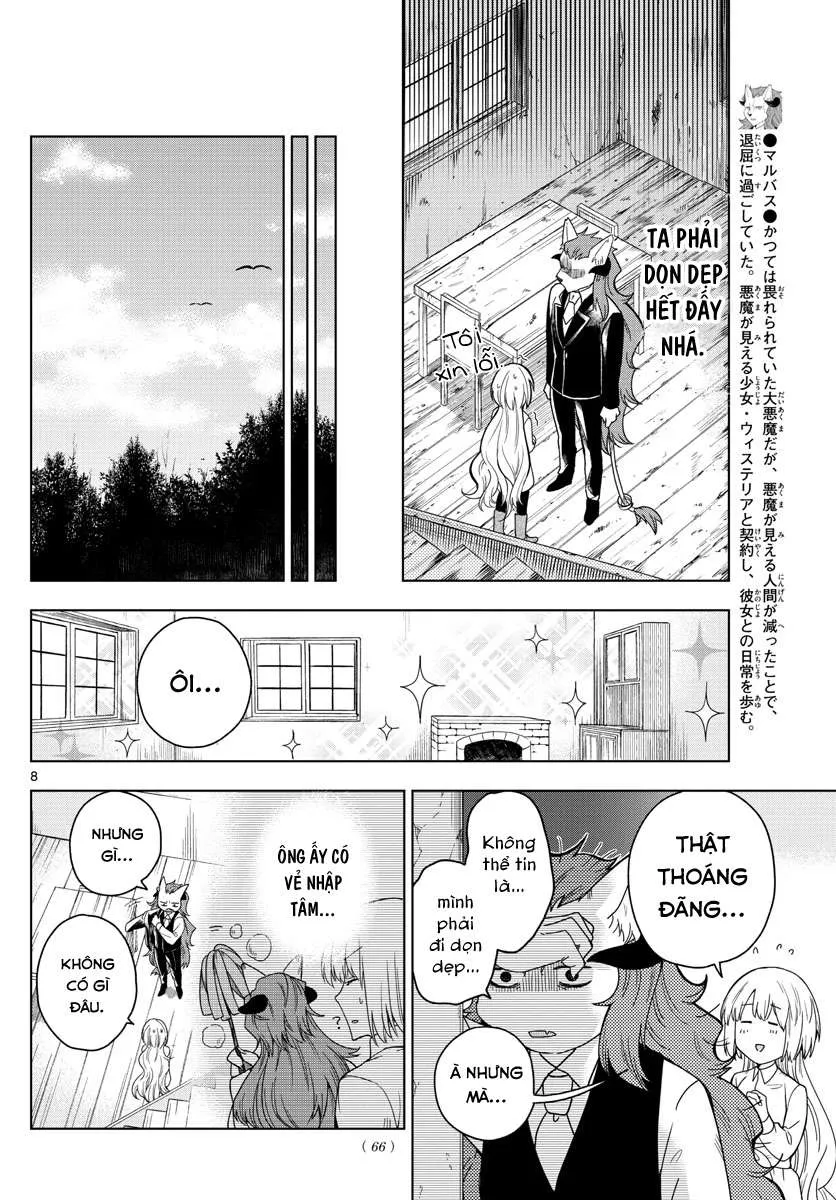 ●マルバス●かつては畏れられていた大悪魔だが、悪魔が見える人間が減ったことで、
退屈に過ごしていた。悪魔が見える少女・ウィステリアと契約し、彼女との日常を歩む。
TA PHẢI
DỌN DẸP
HẾT ĐẤY
NHÁ.
Tôi
xin lỗi.
ÔI...
8
THẬT
THOÁNG
ĐÃNG...
Không
thể tin
là...
mình
phải
đi dọn
dẹp...
À NHƯNG
MÀ...
ÔNG ẤY CÓ
VẺ NHẬP
TÂM...
NHƯNG
GÌ...
KHÔNG
CÓ GÌ
ĐÂU.
( 66 )